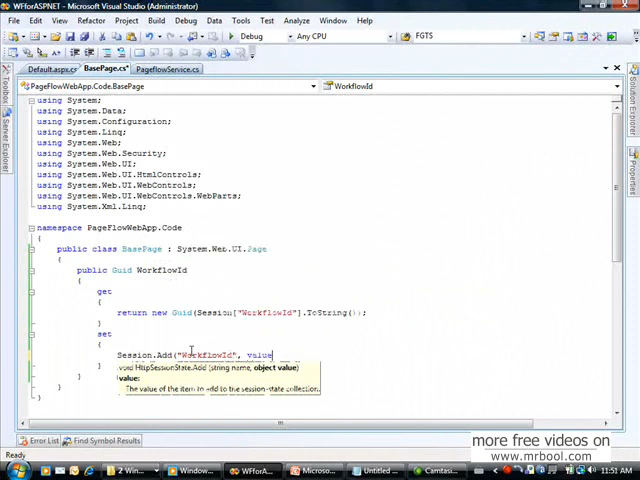 WFforASPNET - Microsoft Visual Studio (Administrator)
File Edit View Refactor Project Build Debug Data Tools Test Analyze Window Help
Debug Any CPU FGTS
Default.aspx.cs BasePage.cs* PageflowService.cs
PageFlowWebApp.Code.BasePage WorkflowId
Toolbox
Server Explorer
Properties
using System;
using System.Data;
using System.Configuration;
using System.Linq;
using System.Web;
using System.Web.Security;
using System.Web.UI;
using System.Web.UI.HtmlControls;
using System.Web.UI.WebControls;
using System.Web.UI.WebControls.WebParts;
using System.Xml.Linq;
namespace PageFlowWebApp.Code
{
public class BasePage : System.Web.UI.Page
{
public Guid WorkflowId
{
get
{
return new Guid(Session["WorkflowId"].ToString());
}
set
{
Session.Add("WorkflowId", value
void HttpSessionState.Add (string name, object value)
value:
The value of the item to add to the session-state collection.
}
}
}
}
Error List Find Symbol Results
Ready
more free videos on
www.mrbool.com
2 Win... Window... WFforA... Microso... Untitled ... Camtasi... 11:51 AM